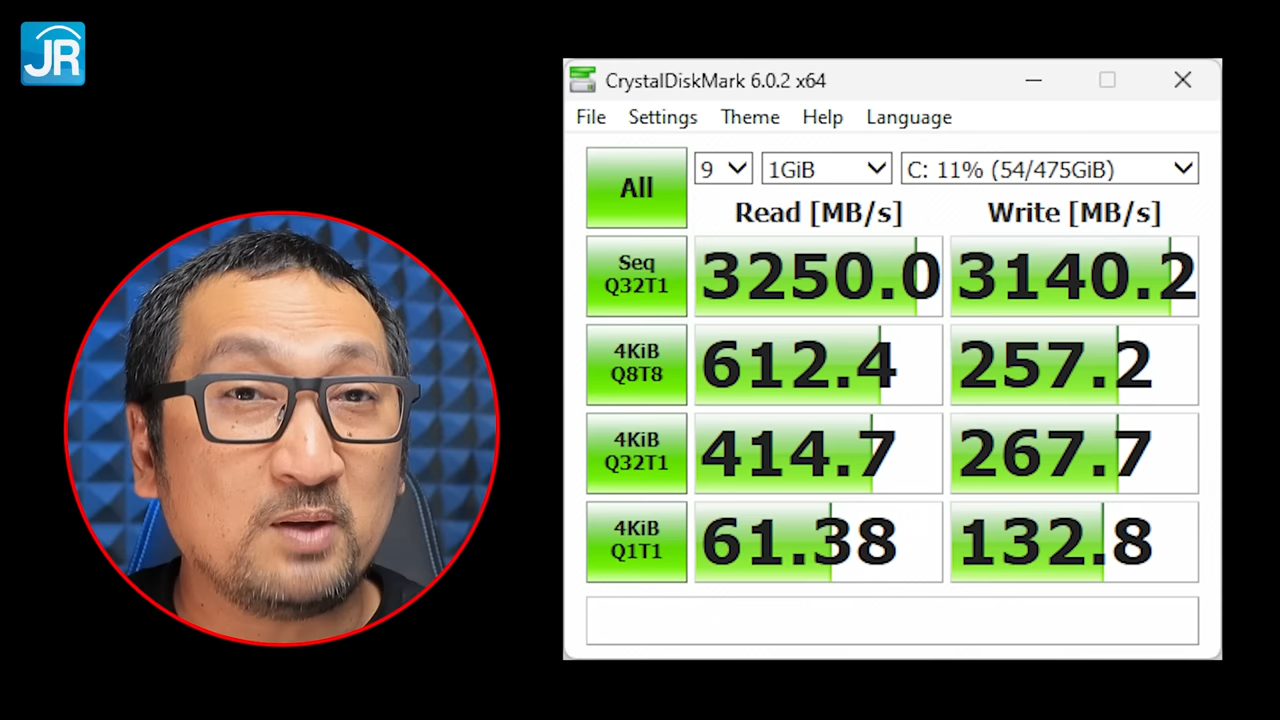 JR
CrystalDiskMark 6.0.2 x64
File Settings Theme Help Language
All
9 1GiB C: 11% (54/475GiB)
Read [MB/s] Write [MB/s]
Seq
Q32T1
3250.0 3140.2
4KiB
Q8T8
612.4 257.2
4KiB
Q32T1
414.7 267.7
4KiB
Q1T1
61.38 132.8